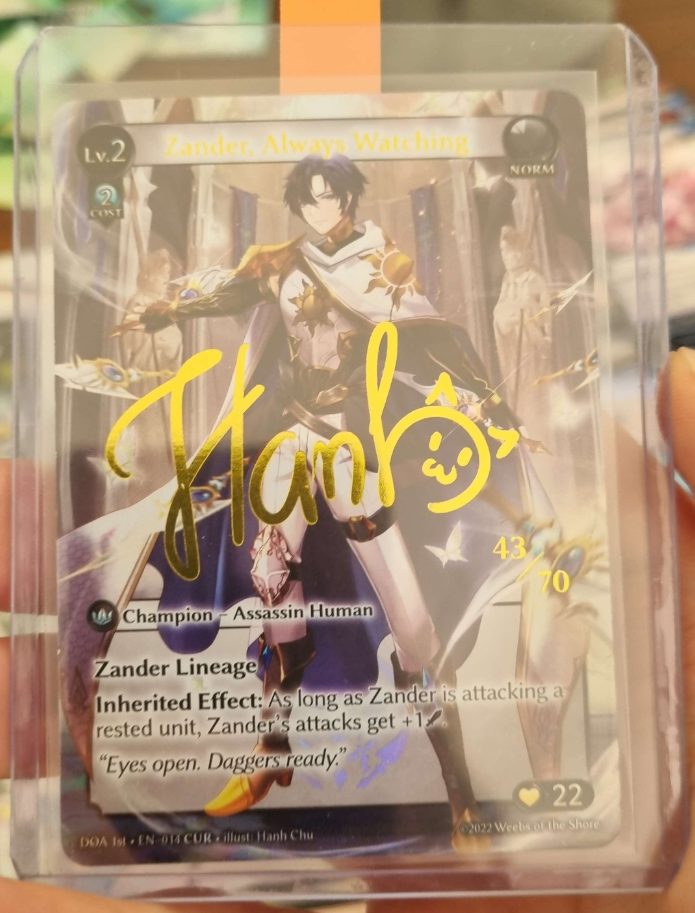 Lv.2
Zander, Always Watching
NORM
2
COST
Hanh
43/70
Champion – Assassin Human
Zander Lineage
Inherited Effect: As long as Zander is attacking a
rested unit, Zander's attacks get +1.
“Eyes open. Daggers ready.”
22
DOA 1st • EN-014 CUR • illust: Hanh Chu
©2022 Weebs of the Shore